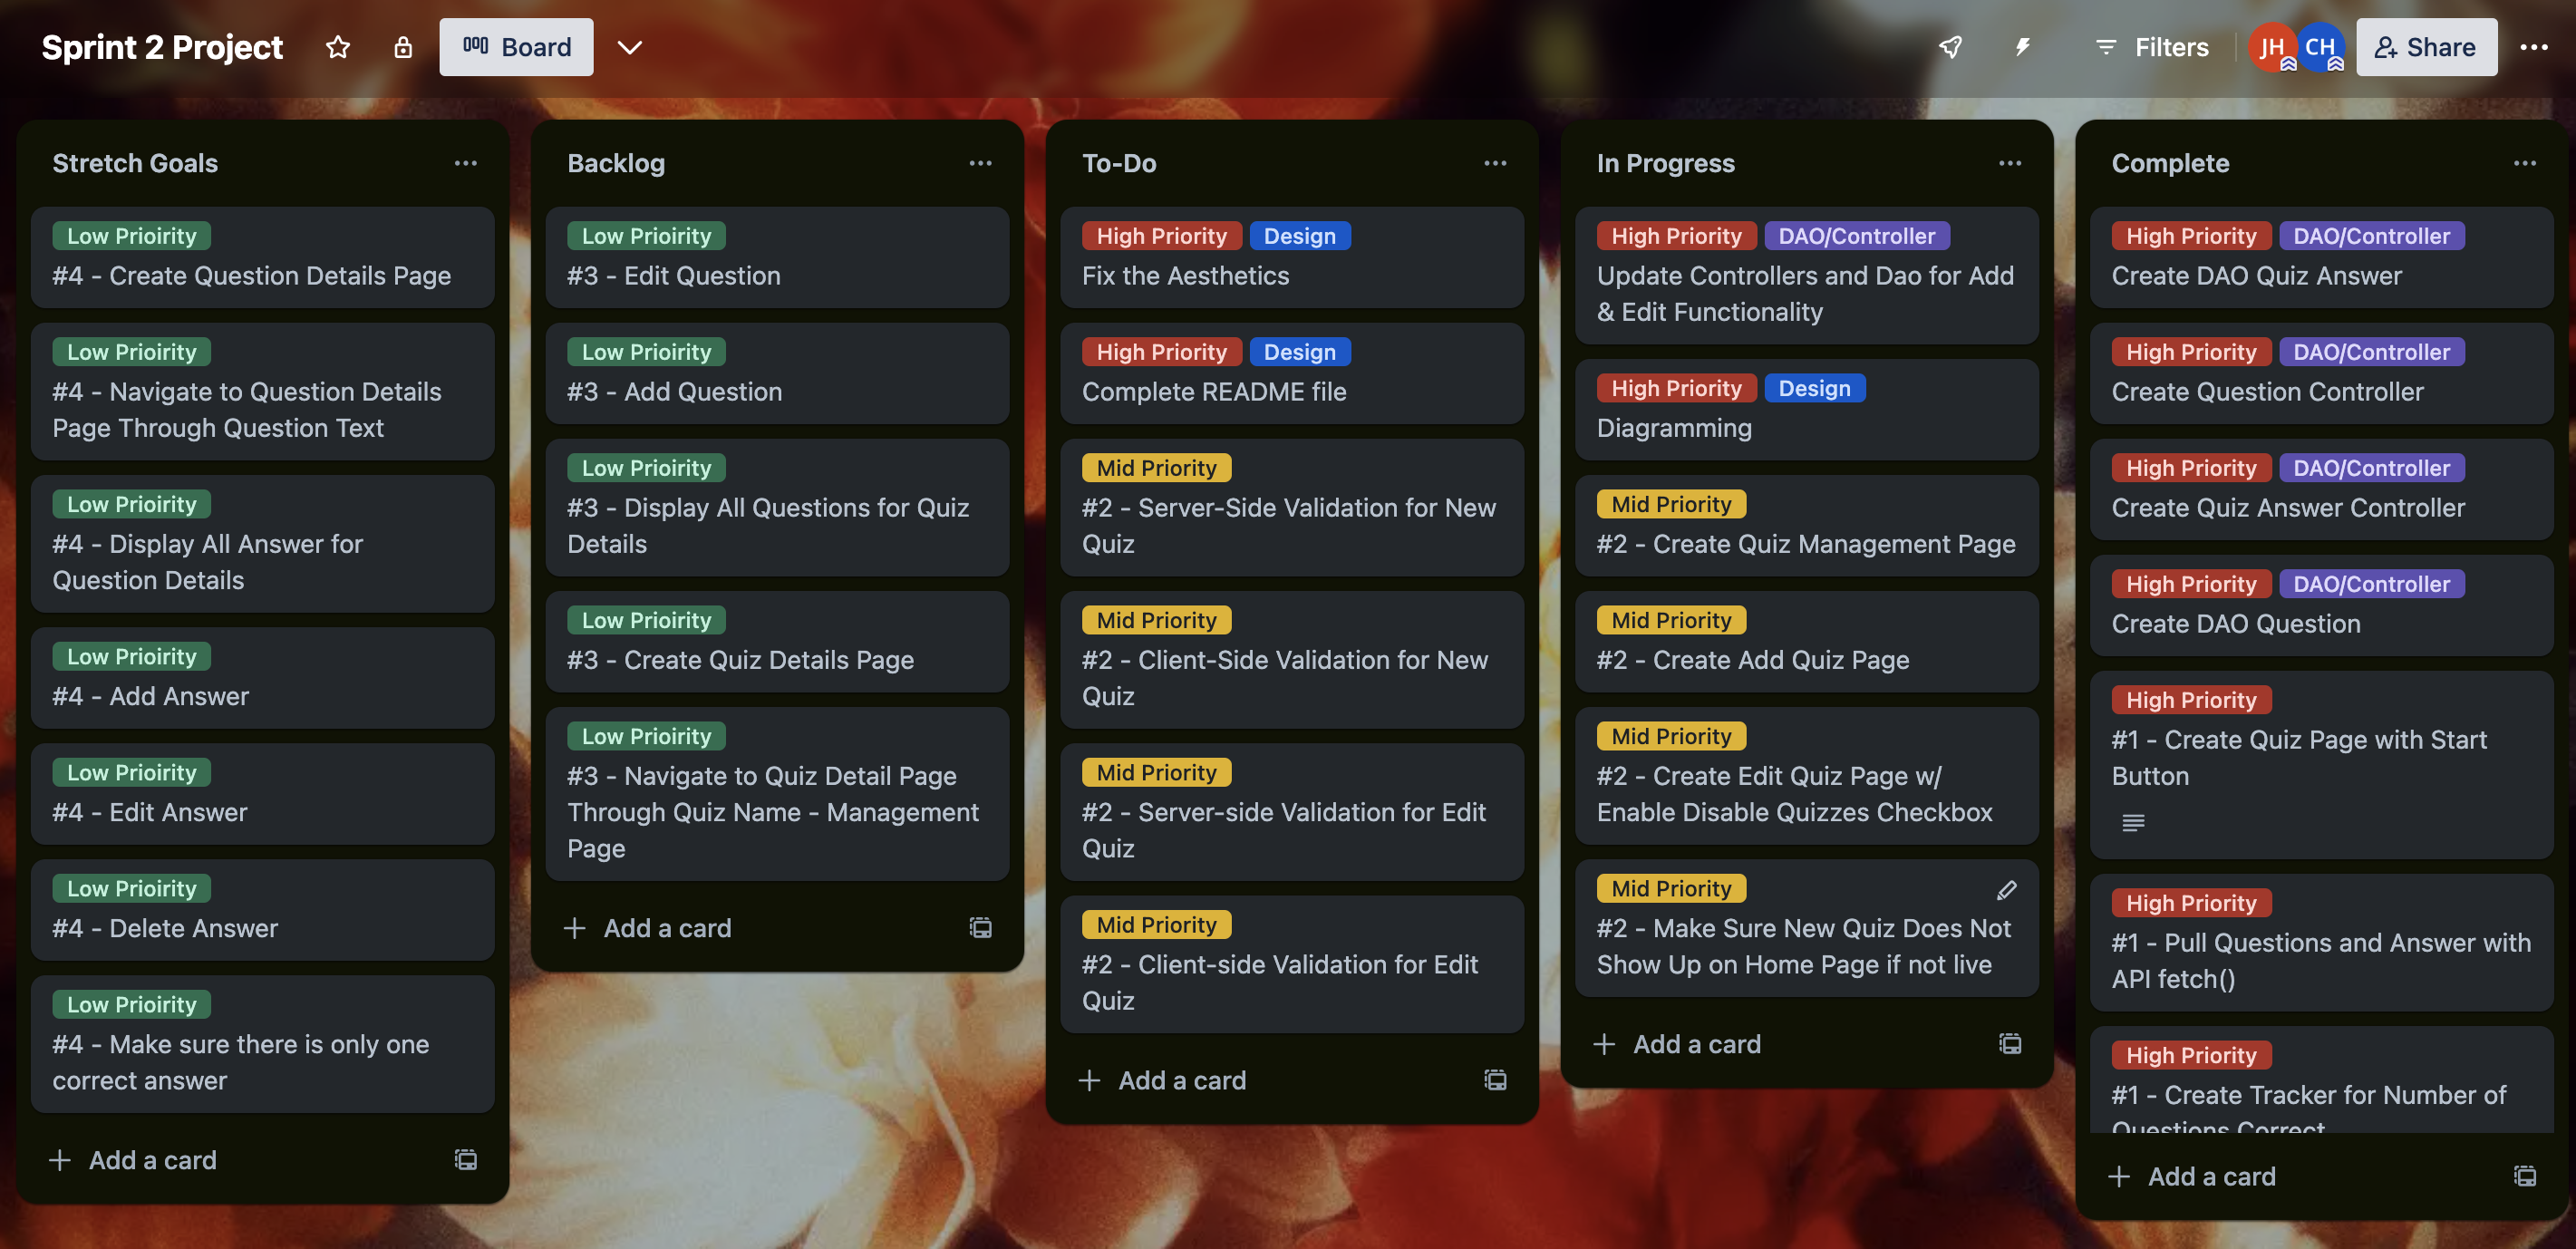 Sprint 2 Project
Board
Filters
JH
CH
Share
Stretch Goals
Low Prioirity
#4 - Create Question Details Page
Low Prioirity
#4 - Navigate to Question Details
Page Through Question Text
Low Prioirity
#4 - Display All Answer for
Question Details
Low Prioirity
#4 - Add Answer
Low Prioirity
#4 - Edit Answer
Low Prioirity
#4 - Delete Answer
Low Prioirity
#4 - Make sure there is only one
correct answer
Add a card
Backlog
Low Prioirity
#3 - Edit Question
Low Prioirity
#3 - Add Question
Low Prioirity
#3 - Display All Questions for Quiz
Details
Low Prioirity
#3 - Create Quiz Details Page
Low Prioirity
#3 - Navigate to Quiz Detail Page
Through Quiz Name - Management
Page
Add a card
To-Do
High Priority Design
Fix the Aesthetics
High Priority Design
Complete README file
Mid Priority
#2 - Server-Side Validation for New
Quiz
Mid Priority
#2 - Client-Side Validation for New
Quiz
Mid Priority
#2 - Server-side Validation for Edit
Quiz
Mid Priority
#2 - Client-side Validation for Edit
Quiz
Add a card
In Progress
High Priority DAO/Controller
Update Controllers and Dao for Add
& Edit Functionality
High Priority Design
Diagramming
Mid Priority
#2 - Create Quiz Management Page
Mid Priority
#2 - Create Add Quiz Page
Mid Priority
#2 - Create Edit Quiz Page w/
Enable Disable Quizzes Checkbox
Mid Priority
#2 - Make Sure New Quiz Does Not
Show Up on Home Page if not live
Add a card
Complete
High Priority DAO/Controller
Create DAO Quiz Answer
High Priority DAO/Controller
Create Question Controller
High Priority DAO/Controller
Create Quiz Answer Controller
High Priority DAO/Controller
Create DAO Question
High Priority
#1 - Create Quiz Page with Start
Button
High Priority
#1 - Pull Questions and Answer with
API fetch()
High Priority
#1 - Create Tracker for Number of
Questions Correct
Add a card